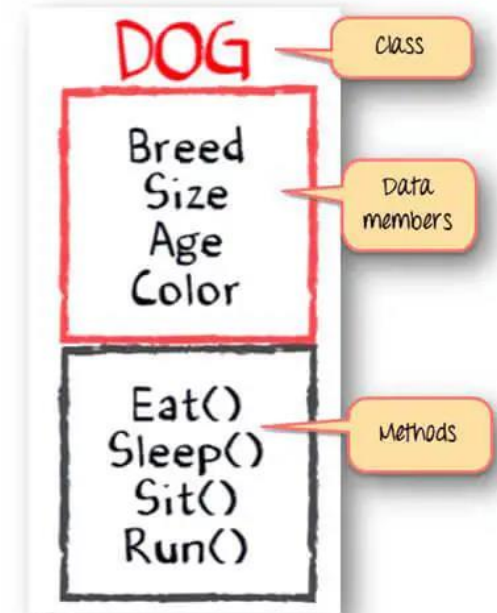 DOG
Class
Breed
Size
Age
Color
Data
members
Eat()
Sleep()
Sit()
Run()
Methods